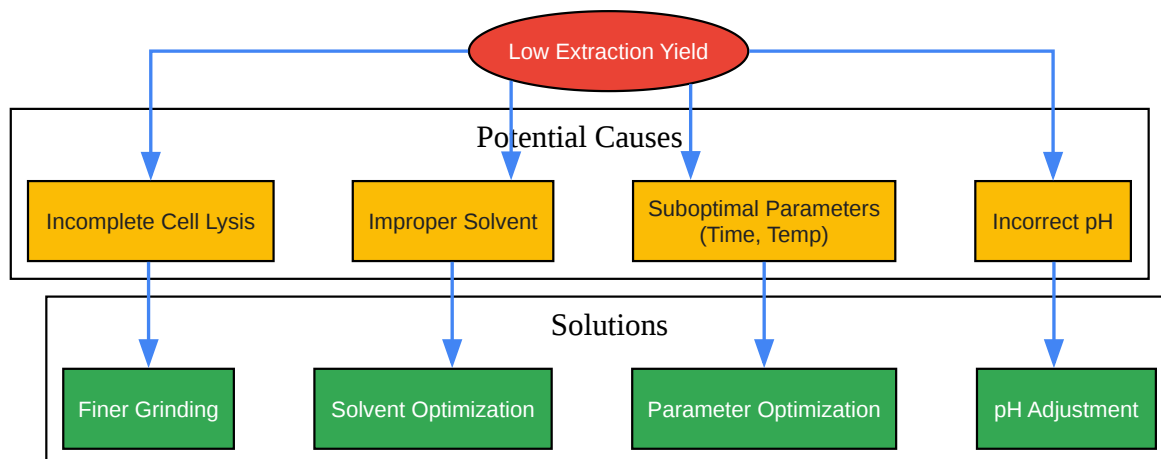 Low Extraction Yield
Potential Causes
Incomplete Cell Lysis
Improper Solvent
Suboptimal Parameters
(Time, Temp)
Incorrect pH
Solutions
Finer Grinding
Solvent Optimization
Parameter Optimization
pH Adjustment